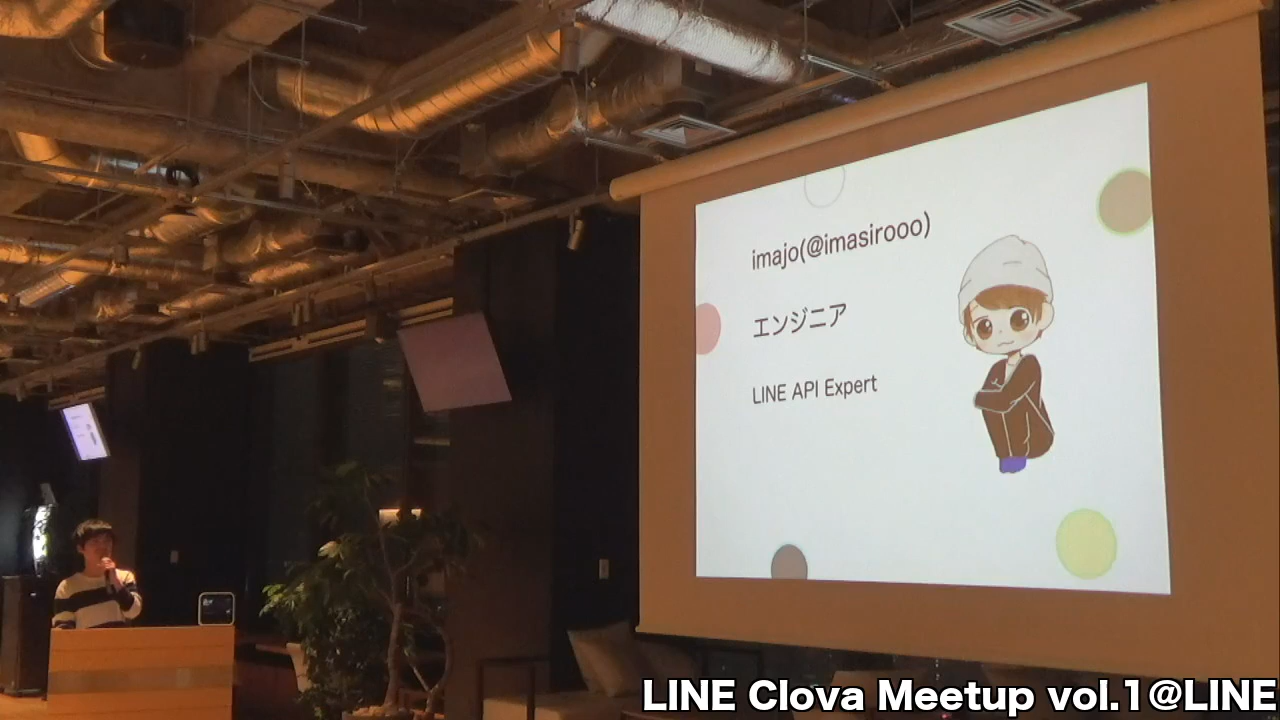 imajo(@imasirooo)
エンジニア
LINE API Expert
LINE Clova Meetup vol.1@LINE